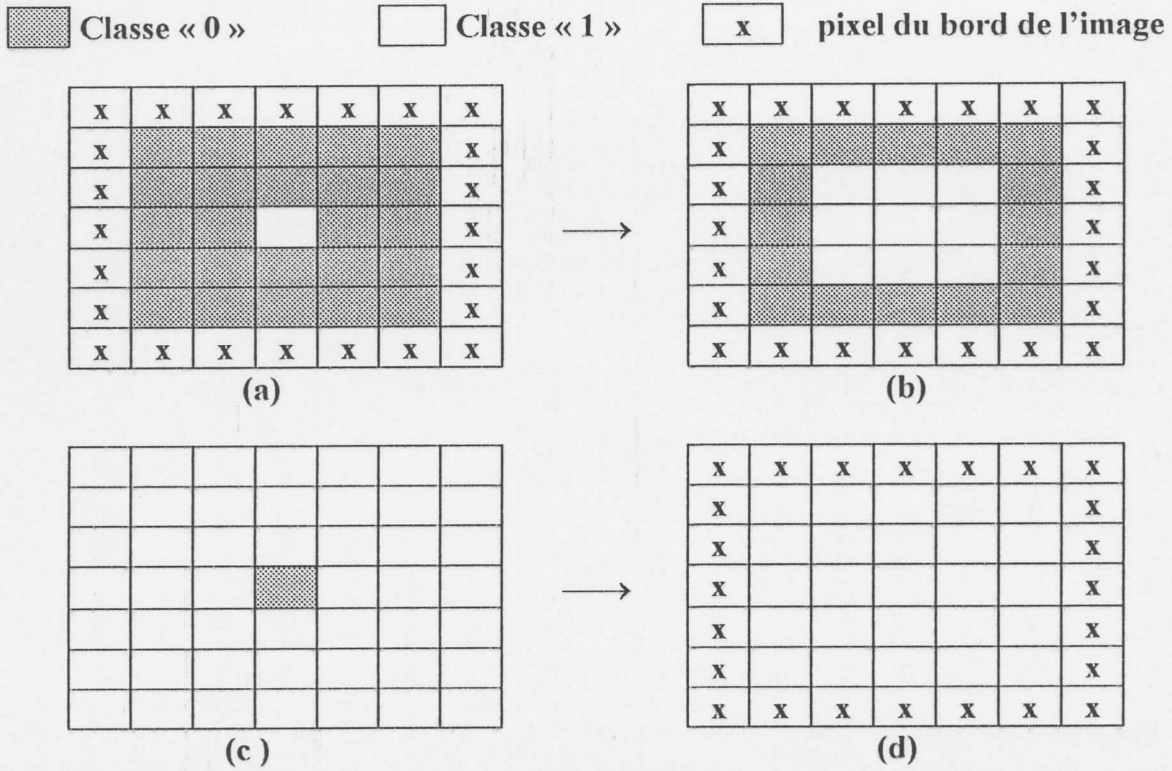 Classe « 0 » Classe « 1 » x pixel du bord de l'image
x x x x x x x x x x x x x x
x x x x
x x x x
x x x x
x x x x
x x x x
x x x x x x x x x x x x x x
(a) (b)
x x x x x x x
x x
x x
x x
x x
x x
x x x x x x x
(c ) (d)